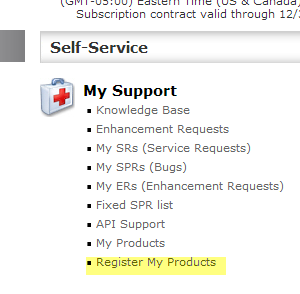 (GMT-05:00) Eastern Time (US & Canada)
Subscription contract valid through 12/
Self-Service
My Support
Knowledge Base
Enhancement Requests
My SRs (Service Requests)
My SPRs (Bugs)
My ERs (Enhancement Requests)
Fixed SPR list
API Support
My Products
Register My Products